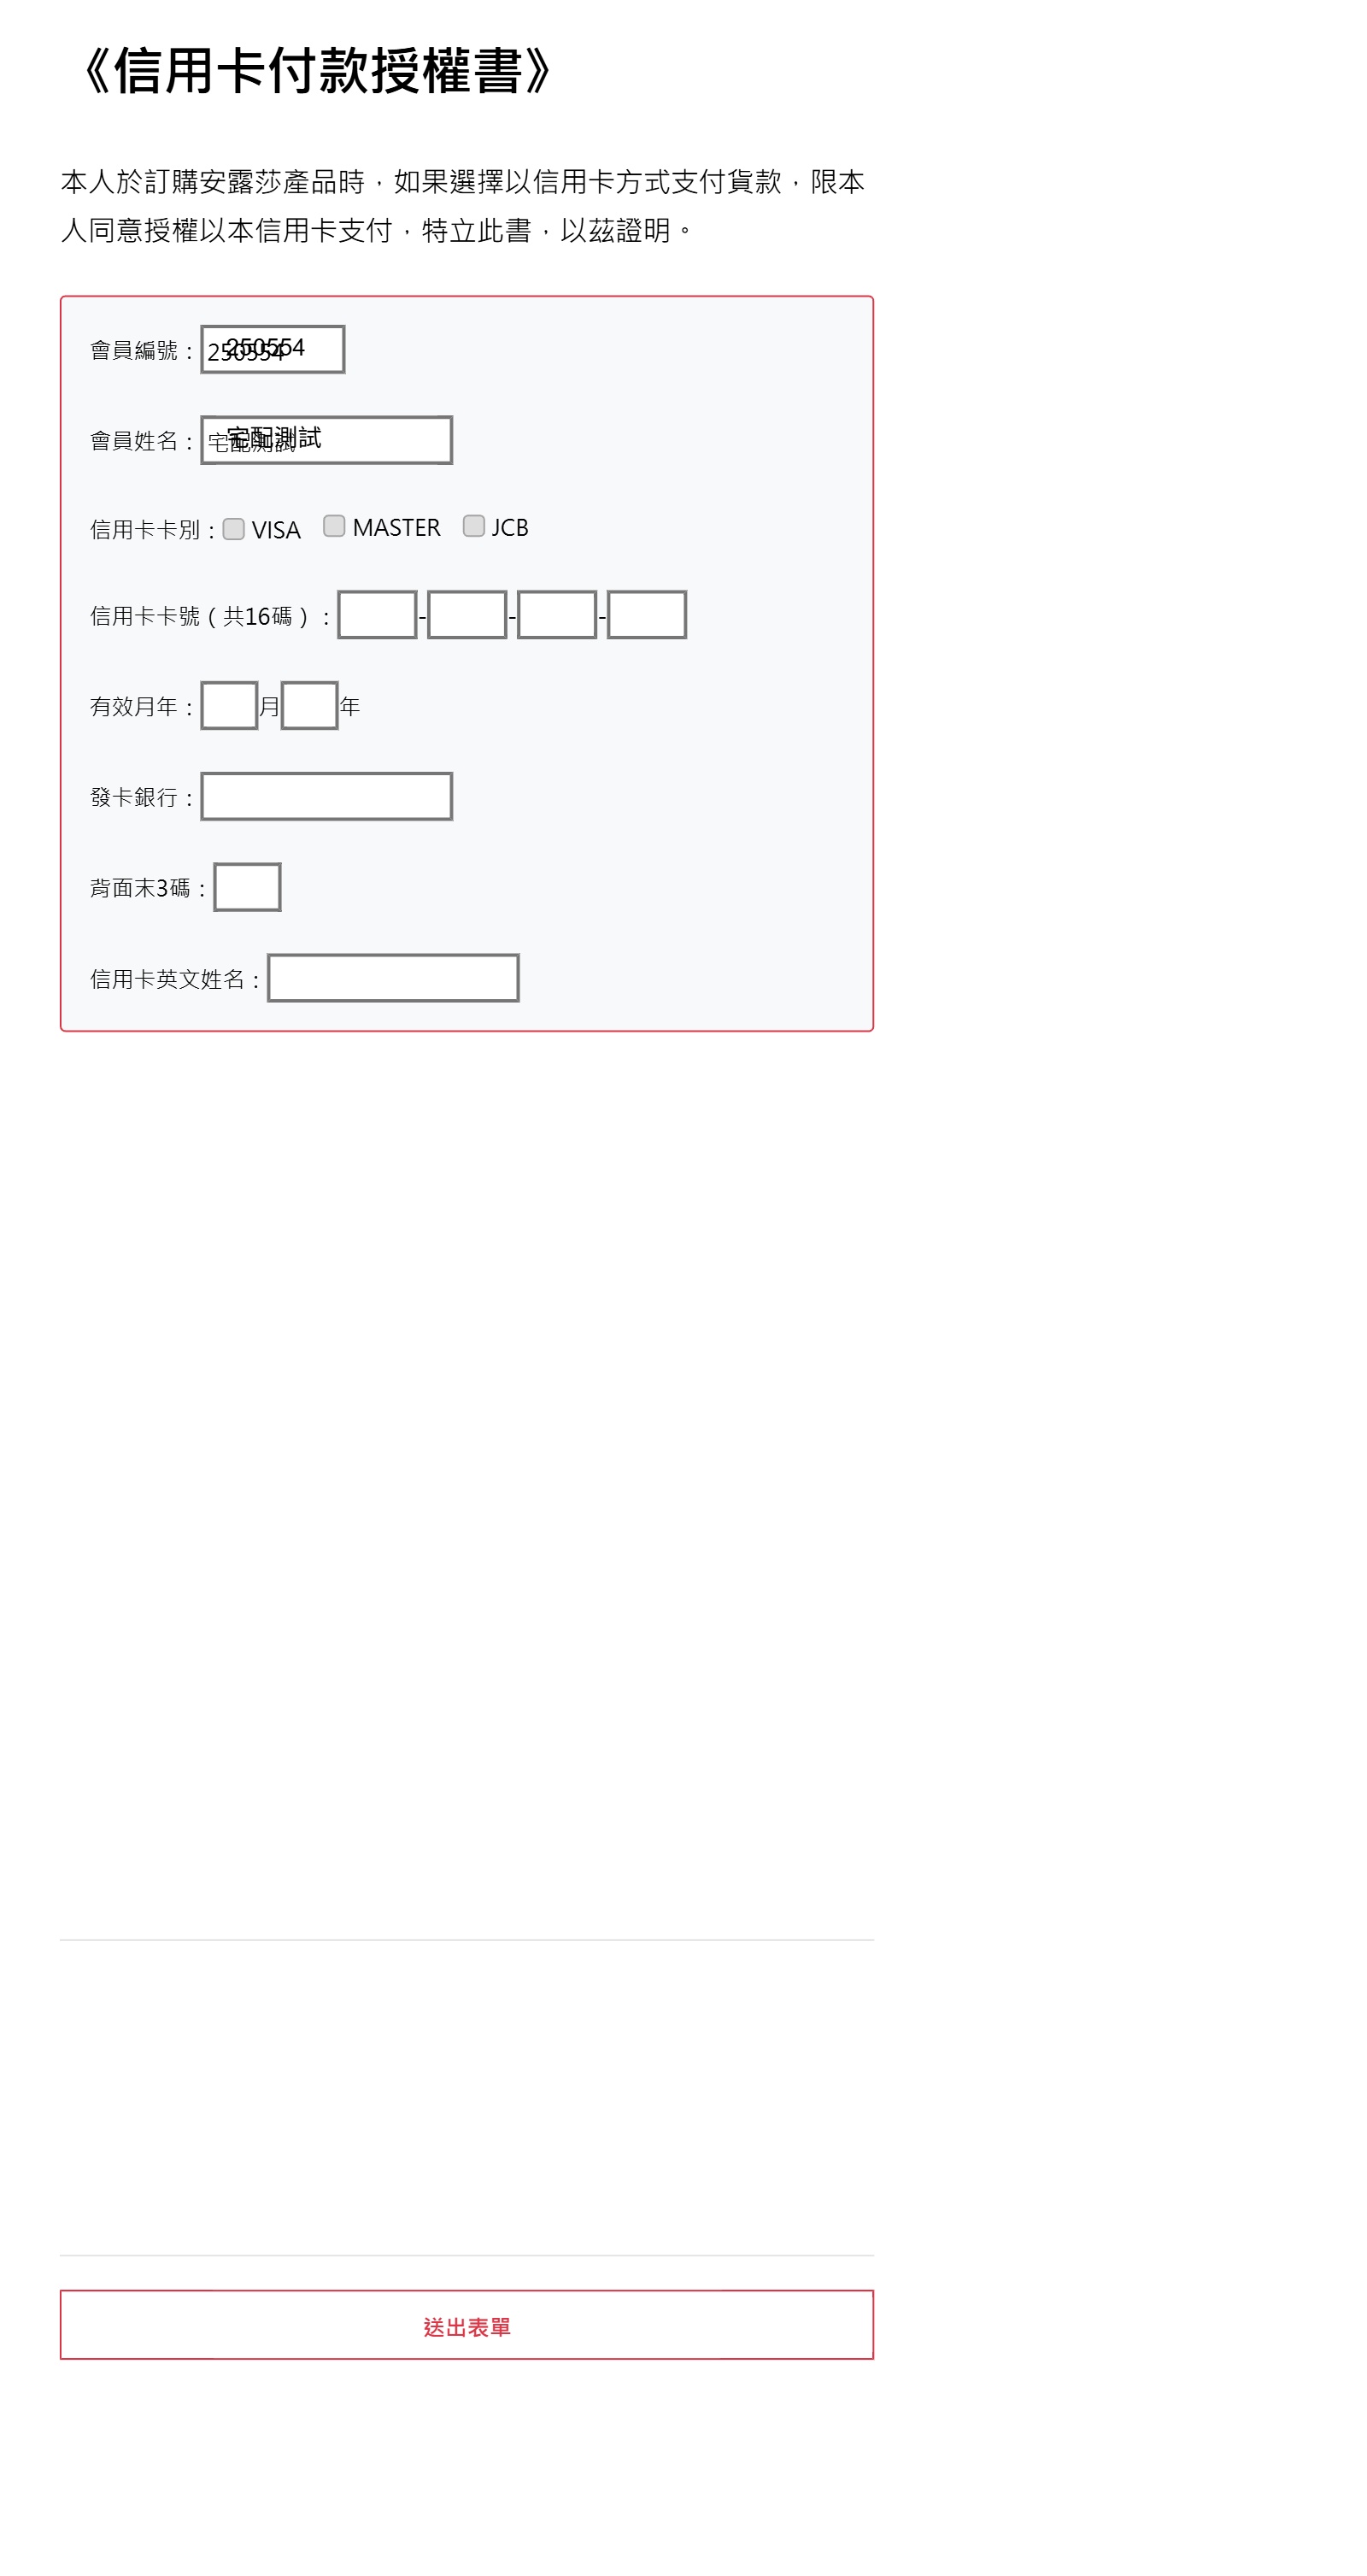 《信用卡付款授權書》
本人於訂購安露莎產品時，如果選擇以信用卡方式支付貨款，限本
人同意授權以本信用卡支付，特立此書，以茲證明。
會員編號：250554 250554
會員姓名：宅配測試 宅配測試
信用卡卡別：VISA MASTER JCB
信用卡卡號（共16碼）：---
有效月年：月年
發卡銀行：
背面末3碼：
信用卡英文姓名：
送出表單